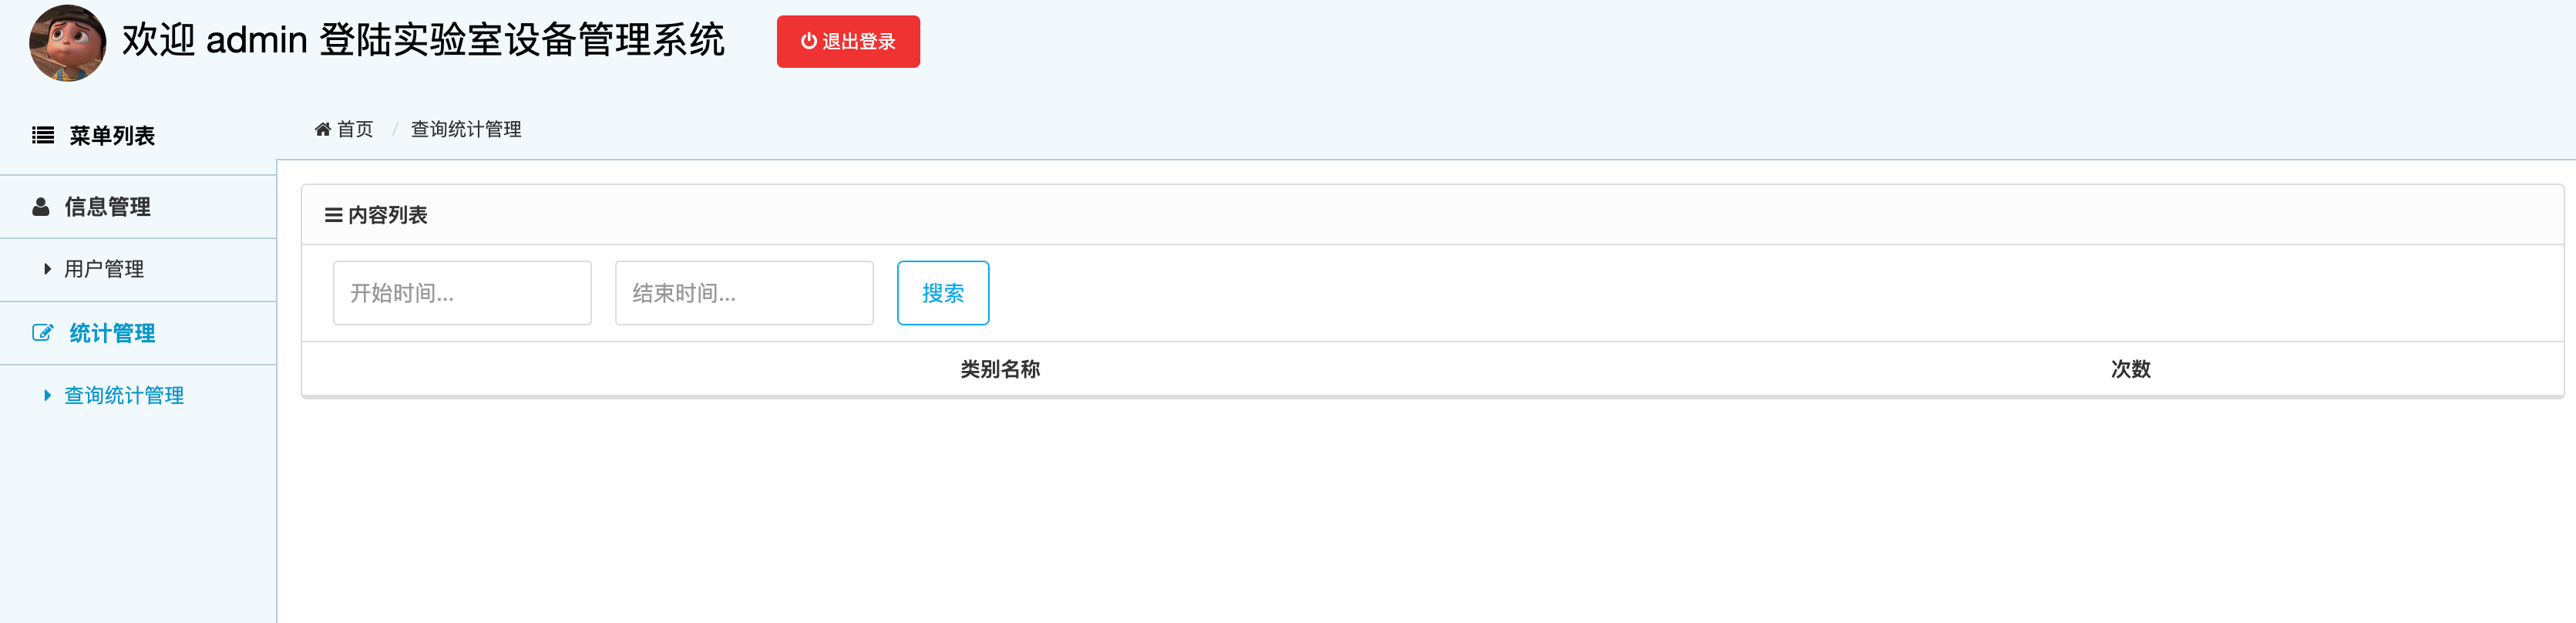 欢迎 admin 登陆实验室设备管理系统 退出登录
菜单列表
首页 / 查询统计管理
信息管理
用户管理
统计管理
查询统计管理
内容列表
开始时间... 结束时间... 搜索
类别名称 次数